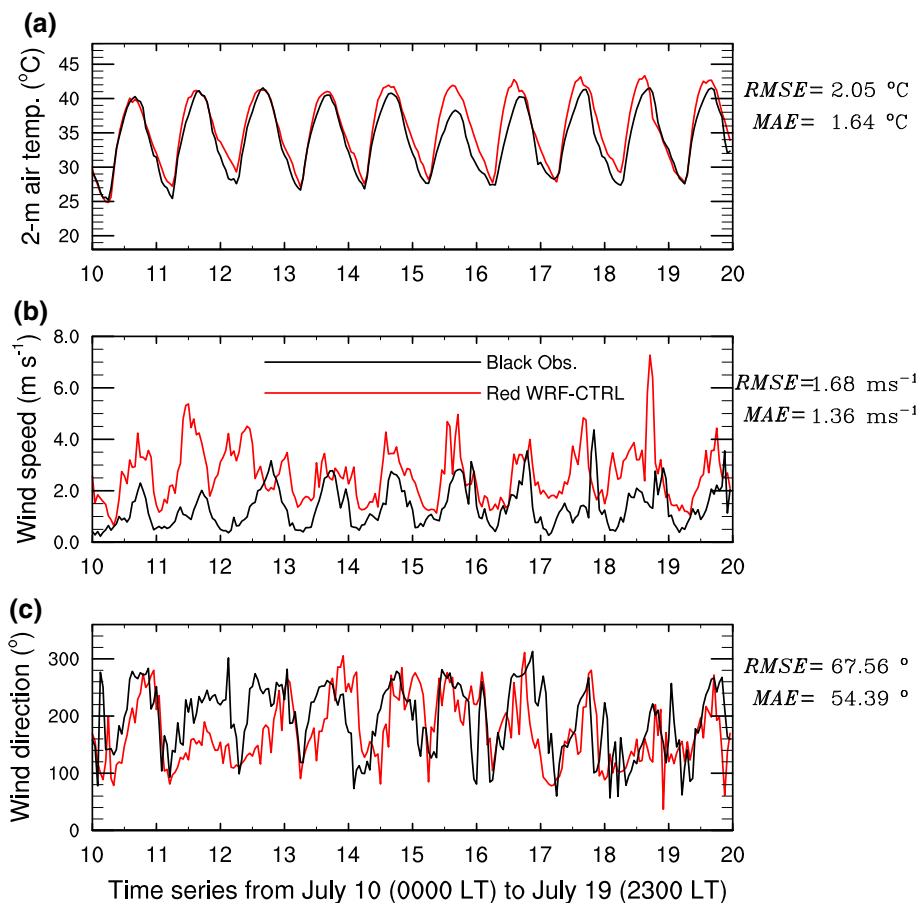 (a)
2-m air temp. (°C)
45
40
35
30
25
20
10 11 12 13 14 15 16 17 18 19 20
RMSE= 2.05 °C
MAE= 1.64 °C
(b)
Wind speed (m s-1)
8.0
6.0
4.0
2.0
0.0
Black Obs.
Red WRF-CTRL
10 11 12 13 14 15 16 17 18 19 20
RMSE=1.68 ms−1
MAE=1.36 ms−1
(c)
Wind direction (°)
300
200
100
0
10 11 12 13 14 15 16 17 18 19 20
RMSE= 67.56 °
MAE= 54.39 °
Time series from July 10 (0000 LT) to July 19 (2300 LT)